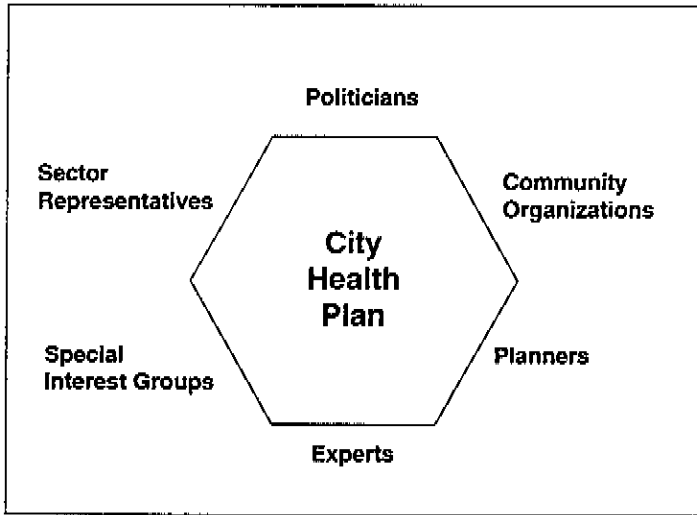 Politicians
Sector
Representatives
Community
Organizations
City
Health
Plan
Special
Interest Groups
Planners
Experts